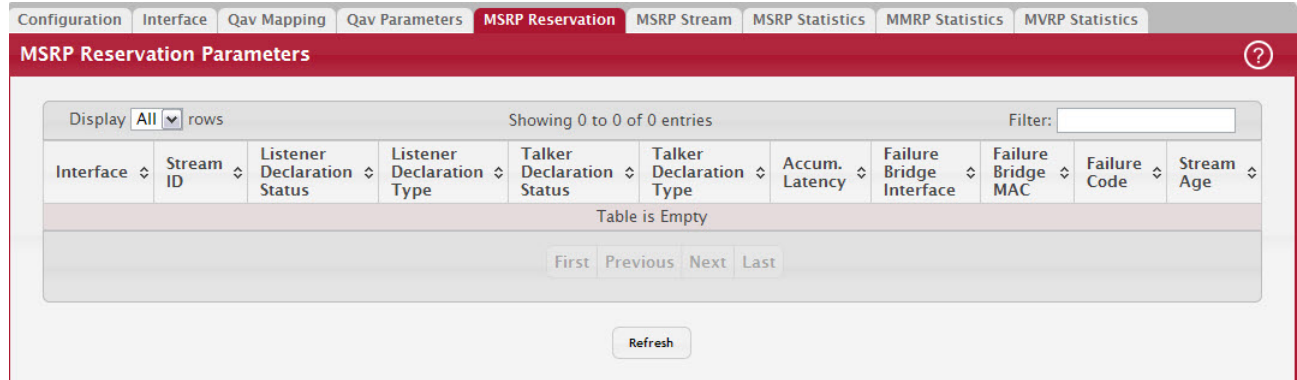 Configuration Interface Qav Mapping Qav Parameters MSRP Reservation MSRP Stream MSRP Statistics MMRP Statistics MVRP Statistics
MSRP Reservation Parameters ?
Display All rows Showing 0 to 0 of 0 entries Filter:
Interface Stream ID Listener Declaration Status Listener Declaration Type Talker Declaration Status Talker Declaration Type Accum. Latency Failure Bridge Interface Failure Bridge MAC Failure Code Stream Age
Table is Empty
First Previous Next Last
Refresh